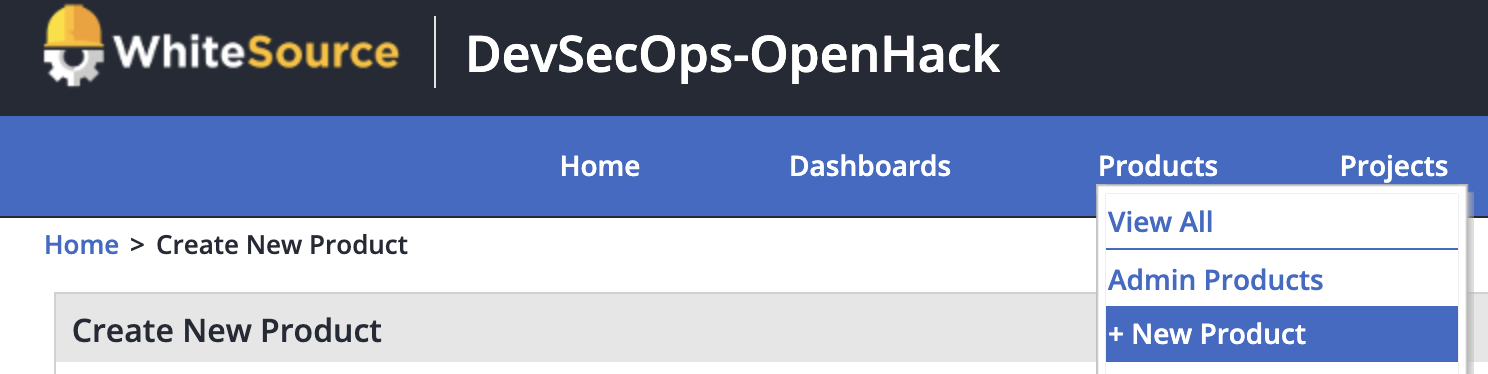 WhiteSource
DevSecOps-OpenHack
Home
Dashboards
Products
Projects
View All
Home > Create New Product
Admin Products
Create New Product
+ New Product